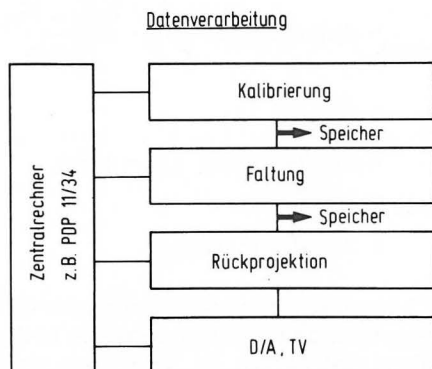 Datenverarbeitung
Zentralrechner
z.B. PDP 11/34
Kalibrierung
Speicher
Faltung
Speicher
Rückprojektion
D/A, TV